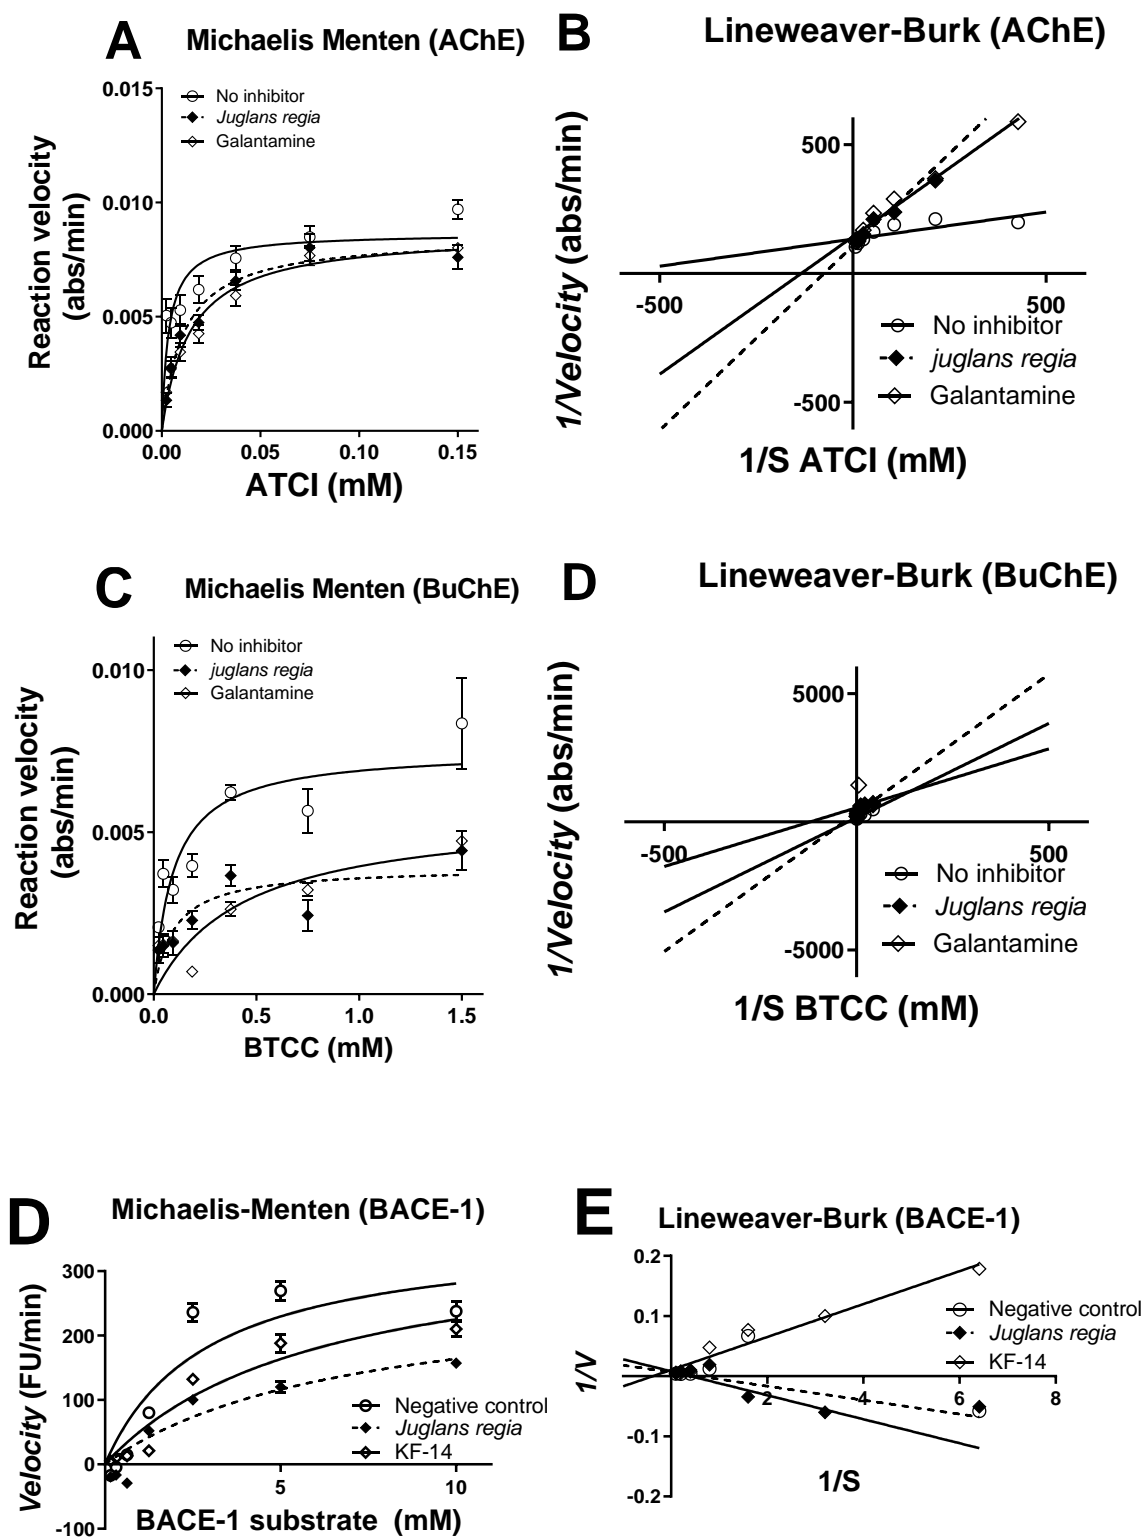 A
Michaelis Menten (AChE)
0.015
0.010
0.005
0.000
0.00
0.05
0.10
0.15
Reaction velocity
(abs/min)
ATCI (mM)
No inhibitor
Juglans regia
Galantamine
B
Lineweaver-Burk (AChE)
1/Velocity (abs/min)
500
-500
-500
500
No inhibitor
juglans regia
Galantamine
1/S ATCI (mM)
C
Michaelis Menten (BuChE)
No inhibitor
juglans regia
Galantamine
0.010
0.005
0.000
0.0
0.5
1.0
1.5
Reaction velocity
(abs/min)
BTCC (mM)
D
Lineweaver-Burk (BuChE)
1/Velocity (abs/min)
5000
-5000
-500
500
No inhibitor
Juglans regia
Galantamine
1/S BTCC (mM)
D
Michaelis-Menten (BACE-1)
Velocity (FU/min)
300
200
100
0
-100
5
10
Negative control
Juglans regia
KF-14
BACE-1 substrate (mM)
E
Lineweaver-Burk (BACE-1)
1/V
0.2
0.1
-0.1
-0.2
2
4
6
8
Negative control
Juglans regia
KF-14
1/S